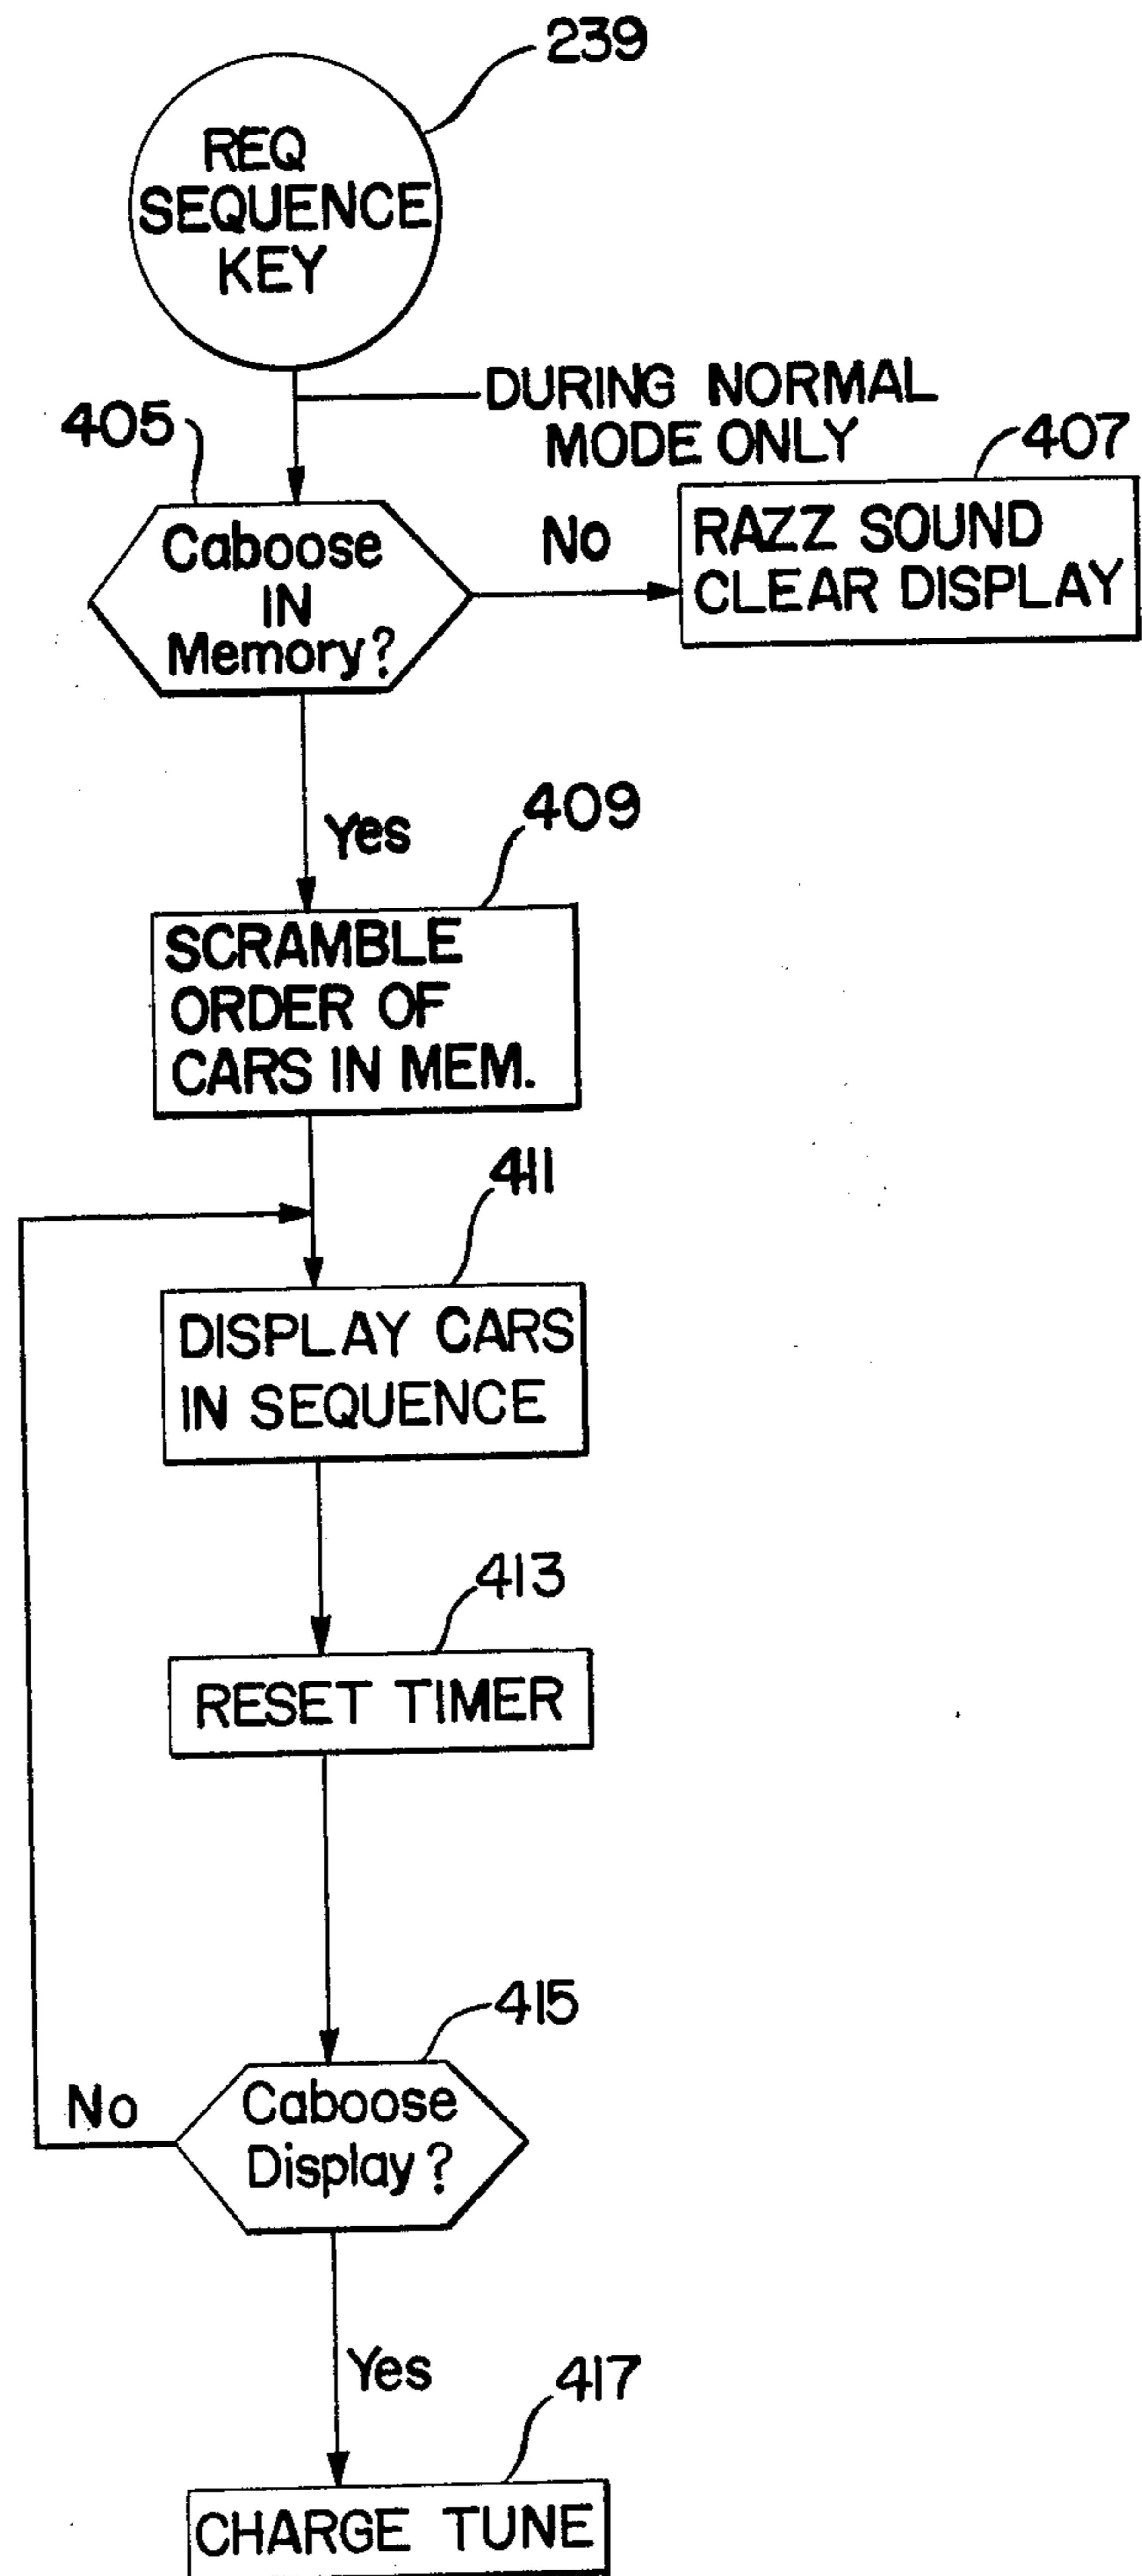 239
REQ
SEQUENCE
KEY
DURING NORMAL
MODE ONLY
405
Caboose
IN
Memory?
No
407
RAZZ SOUND
CLEAR DISPLAY
Yes
409
SCRAMBLE
ORDER OF
CARS IN MEM.
411
DISPLAY CARS
IN SEQUENCE
413
RESET TIMER
415
Caboose
Display?
No
Yes
417
CHARGE TUNE